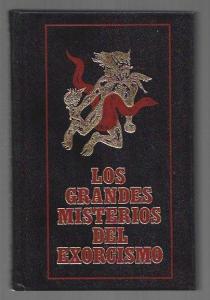 LOS
GRANDES
MISTERIOS
DEL
EXORCISMO